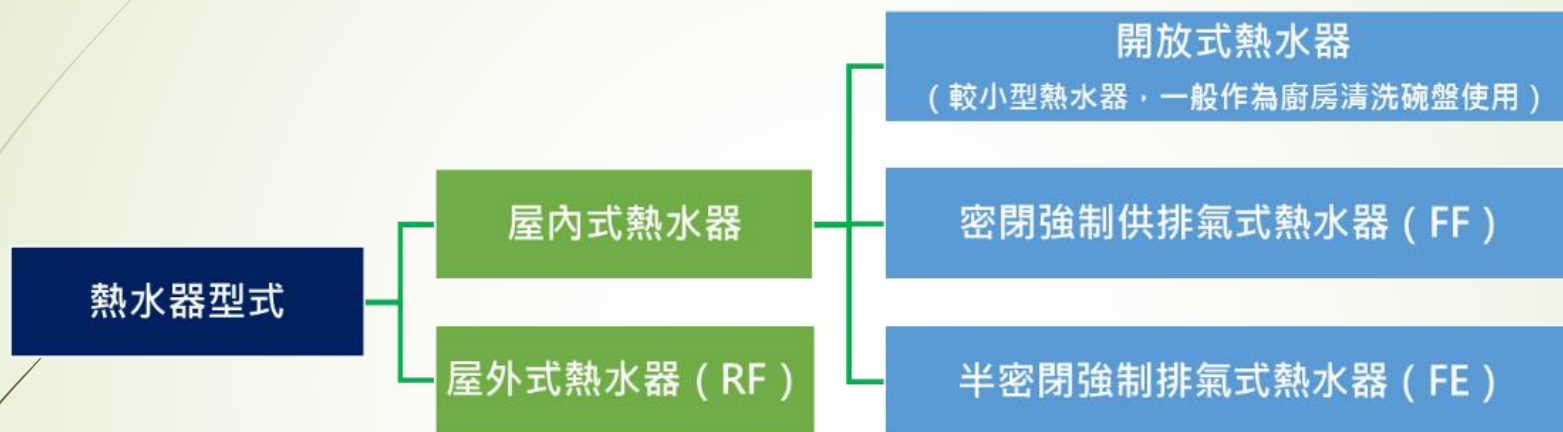 熱水器型式
屋內式熱水器
屋外式熱水器（RF）
開放式熱水器
（較小型熱水器，一般作為廚房清洗碗盤使用）
密閉強制供排氣式熱水器（FF）
半密閉強制排氣式熱水器（FE）